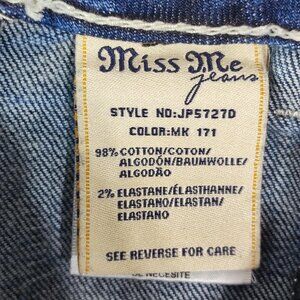 Miss Me
jeans
STYLE NO:JP5727D
COLOR:MK 171
98% COTTON/COTON/
ALGODÓN/BAUMWOLLE/
ALGODÃO
2% ELASTANE/ÉLASTHANNE/
ELASTANO/ELASTAN/
ELASTANO
SEE REVERSE FOR CARE
NECESITE